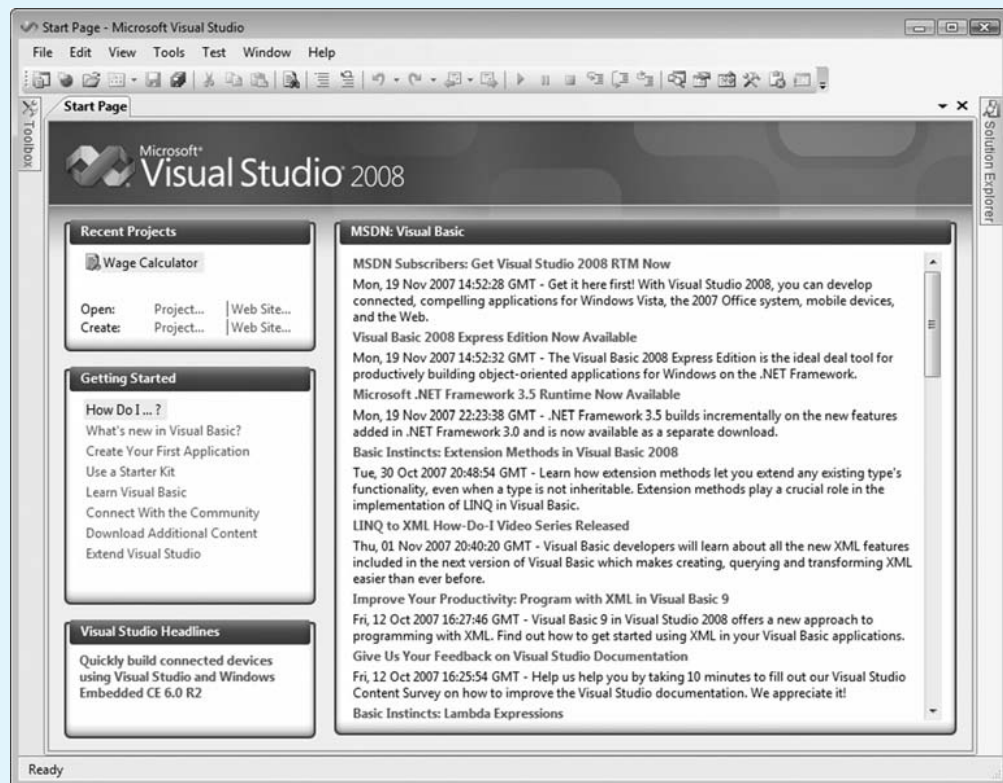 Start Page - Microsoft Visual Studio
File Edit View Tools Test Window Help
Toolbox
Start Page
Solution Explorer
Microsoft®
Visual Studio® 2008
Recent Projects
Wage Calculator
Open: Project... | Web Site...
Create: Project... | Web Site...
Getting Started
How Do I ... ?
What's new in Visual Basic?
Create Your First Application
Use a Starter Kit
Learn Visual Basic
Connect With the Community
Download Additional Content
Extend Visual Studio
Visual Studio Headlines
Quickly build connected devices
using Visual Studio and Windows
Embedded CE 6.0 R2
MSDN: Visual Basic
MSDN Subscribers: Get Visual Studio 2008 RTM Now
Mon, 19 Nov 2007 14:52:28 GMT - Get it here first! With Visual Studio 2008, you can develop
connected, compelling applications for Windows Vista, the 2007 Office system, mobile devices,
and the Web.
Visual Basic 2008 Express Edition Now Available
Mon, 19 Nov 2007 14:52:32 GMT - The Visual Basic 2008 Express Edition is the ideal deal tool for
productively building object-oriented applications for Windows on the .NET Framework.
Microsoft .NET Framework 3.5 Runtime Now Available
Mon, 19 Nov 2007 22:23:38 GMT - .NET Framework 3.5 builds incrementally on the new features
added in .NET Framework 3.0 and is now available as a separate download.
Basic Instincts: Extension Methods in Visual Basic 2008
Tue, 30 Oct 2007 20:48:54 GMT - Learn how extension methods let you extend any existing type's
functionality, even when a type is not inheritable. Extension methods play a crucial role in the
implementation of LINQ in Visual Basic.
LINQ to XML How-Do-I Video Series Released
Thu, 01 Nov 2007 20:40:20 GMT - Visual Basic developers will learn about all the new XML features
included in the next version of Visual Basic which makes creating, querying and transforming XML
easier than ever before.
Improve Your Productivity: Program with XML in Visual Basic 9
Fri, 12 Oct 2007 16:27:46 GMT - Visual Basic 9 in Visual Studio 2008 offers a new approach to
programming with XML. Find out how to get started using XML in your Visual Basic applications.
Give Us Your Feedback on Visual Studio Documentation
Fri, 12 Oct 2007 16:25:54 GMT - Help us help you by taking 10 minutes to fill out our Visual Studio
Content Survey on how to improve the Visual Studio documentation. We appreciate it!
Basic Instincts: Lambda Expressions
Ready